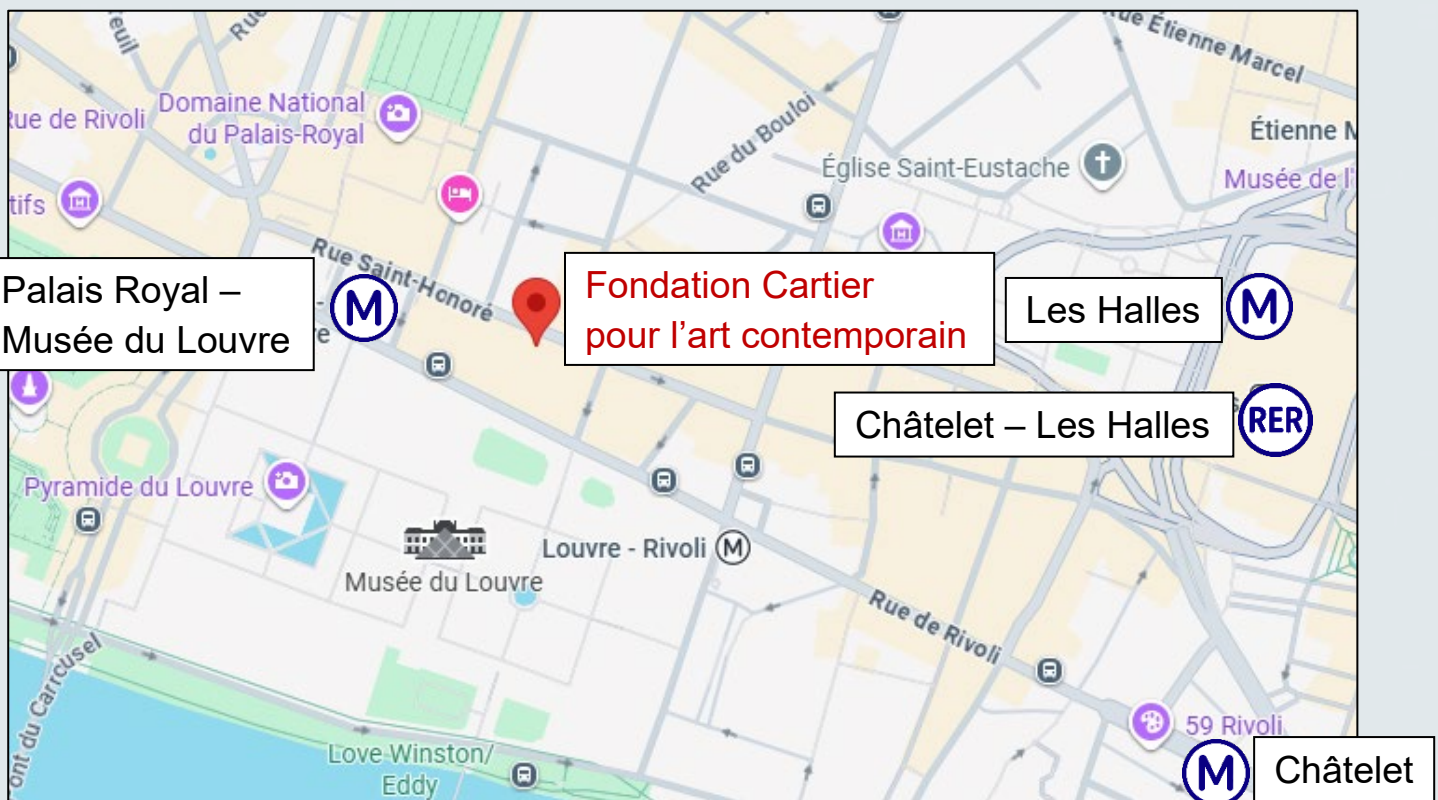 Rue Étienne Marcel
Domaine National
du Palais-Royal
Rue de Rivoli
Rue du Bouloi
Église Saint-Eustache
Étienne M
Musée de l'
tifs
Rue Saint-Honoré
Palais Royal –
Musée du Louvre
M
Fondation Cartier
pour l'art contemporain
Les Halles
M
Châtelet – Les Halles
RER
Pyramide du Louvre
Musée du Louvre
Louvre - Rivoli
M
Rue de Rivoli
ont du Carrousel
Love Winston/
Eddy
59 Rivoli
M
Châtelet